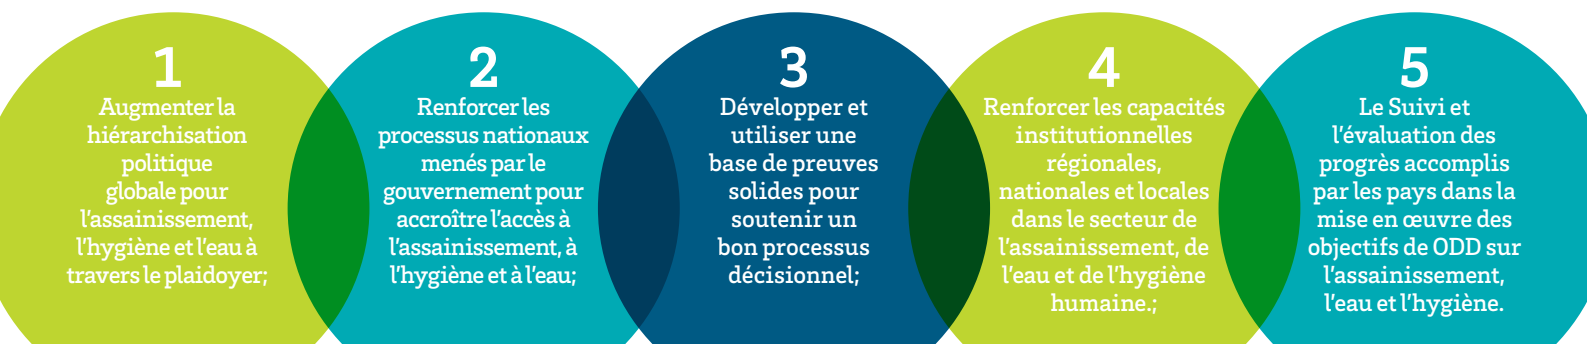 1
Augmenter la
hiérarchisation
politique
globale pour
l'assainissement,
l'hygiène et l'eau à
travers le plaidoyer;
2
Renforcer les
processus nationaux
menés par le
gouvernement pour
accroître l'accès à
l'assainissement, à
l'hygiène et à l'eau;
3
Développer et
utiliser une
base de preuves
solides pour
soutenir un
bon processus
décisionnel;
4
Renforcer les capacités
institutionnelles
régionales,
nationales et locales
dans le secteur de
l'assainissement, de
l'eau et de l'hygiène
humaine.;
5
Le Suivi et
l'évaluation des
progrès accomplis
par les pays dans la
mise en œuvre des
objectifs de ODD sur
l'assainissement,
l'eau et l'hygiène.